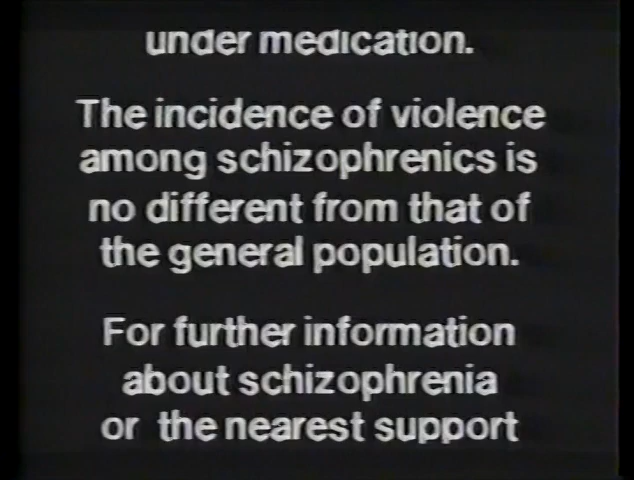 under medication.
The incidence of violence
among schizophrenics is
no different from that of
the general population.
For further information
about schizophrenia
or the nearest support